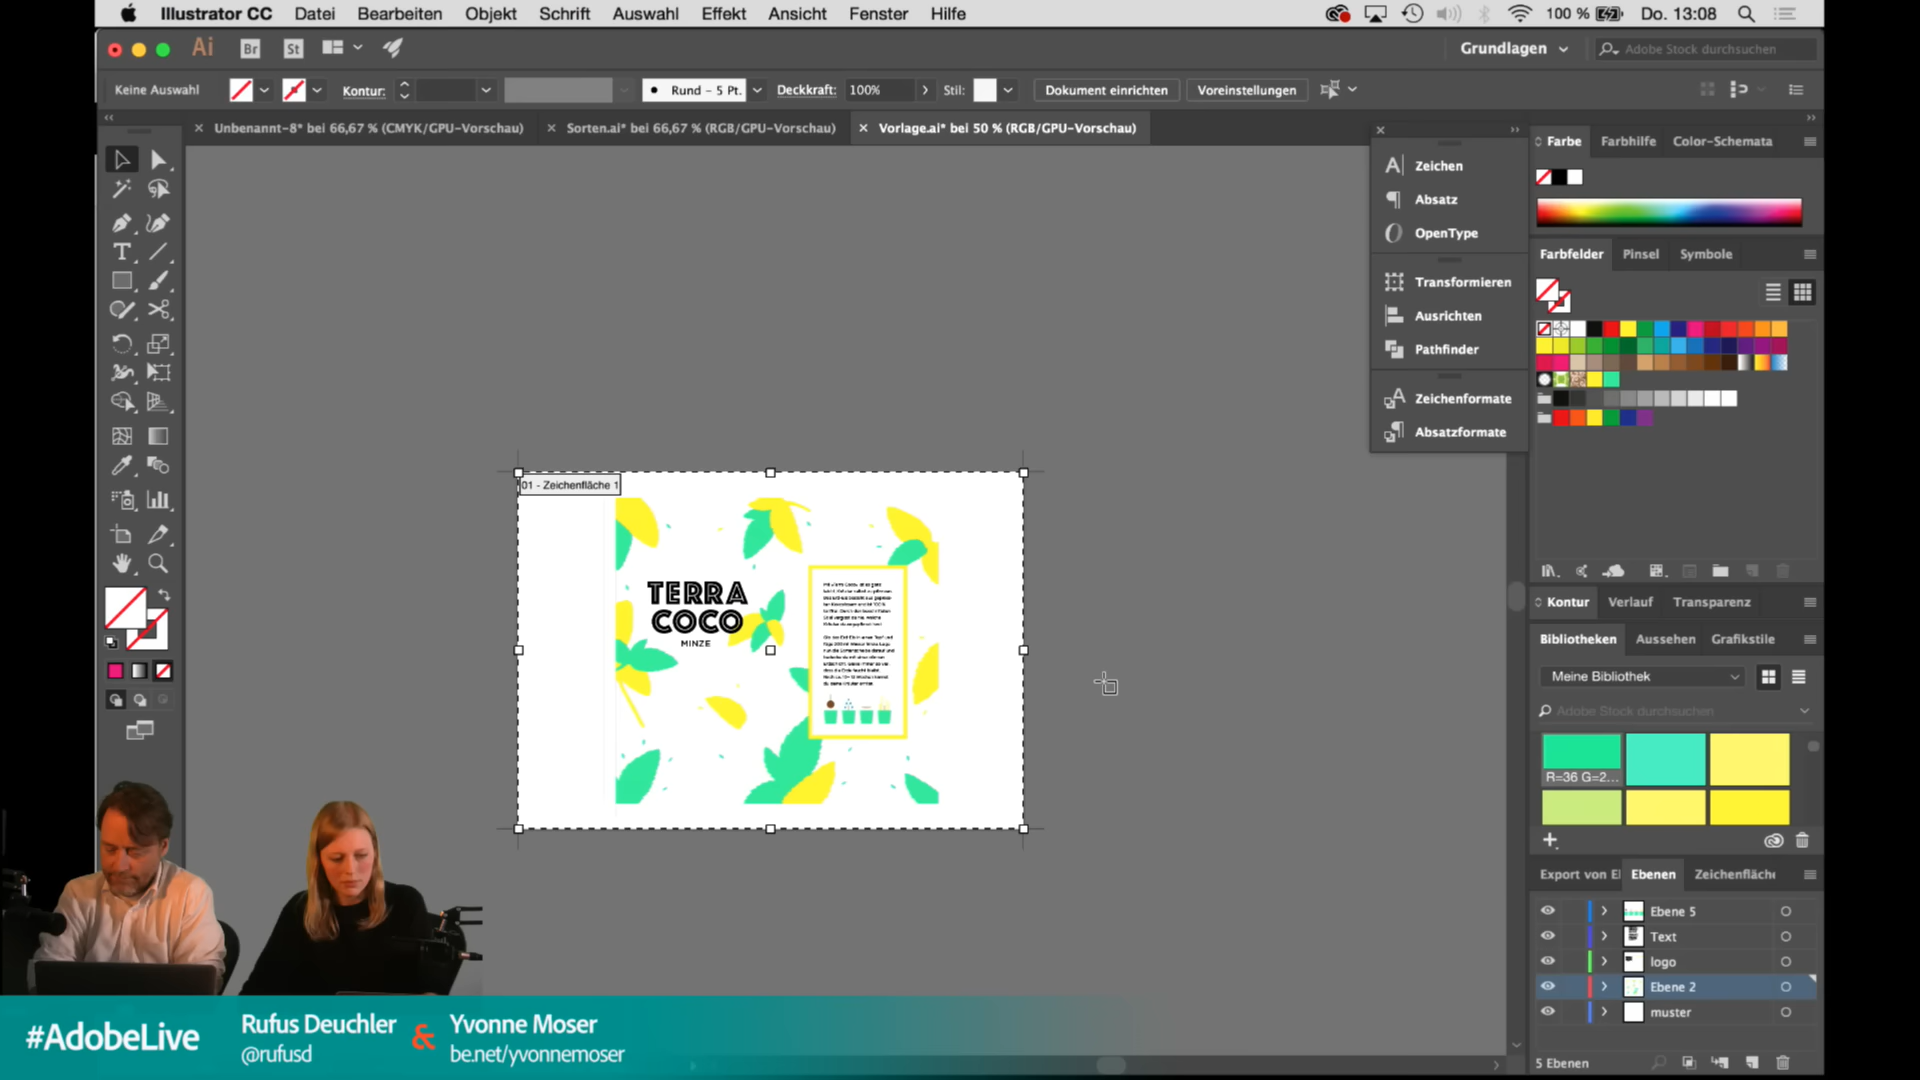 Illustrator CC Datei Bearbeiten Objekt Schrift Auswahl Effekt Ansicht Fenster Hilfe 100 % Do. 13:08
Ai Br St Grundlagen Adobe Stock durchsuchen
Keine Auswahl Kontur: Rund – 5 Pt. Deckkraft: 100% Stil: Dokument einrichten Voreinstellungen
Unbenannt-8* bei 66,67 % (CMYK/GPU-Vorschau) Sorten.ai* bei 66,67 % (RGB/GPU-Vorschau) Vorlage.ai* bei 50 % (RGB/GPU-Vorschau)
Zeichen
Absatz
OpenType
Transformieren
Ausrichten
Pathfinder
Zeichenformate
Absatzformate
Farbe Farbhilfe Color-Schemata
Farbfelder Pinsel Symbole
01 - Zeichenfläche 1
TERRA
COCO
MINZE
Kontur Verlauf Transparenz
Bibliotheken Aussehen Grafikstile
Meine Bibliothek
Adobe Stock durchsuchen
R=36 G=2...
Export von El Ebenen Zeichenfläche
Ebene 5
Text
logo
Ebene 2
muster
5 Ebenen
#AdobeLive
Rufus Deuchler & Yvonne Moser
@rufusd be.net/yvonnemoser